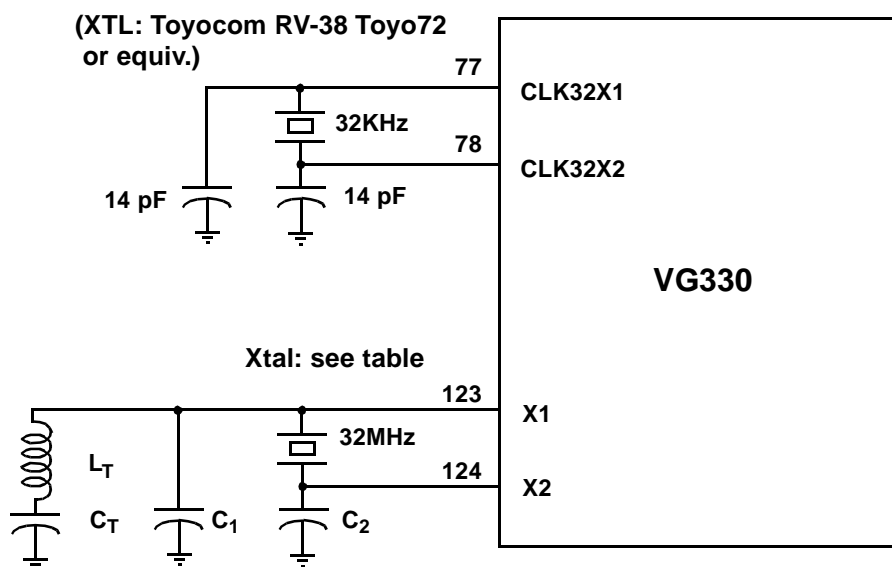 (XTL: Toyocom RV-38 Toyo72
or equiv.)
77
CLK32X1
32KHz
78
CLK32X2
14 pF
14 pF
VG330
Xtal: see table
123
X1
32MHz
124
X2
LT
CT
C1
C2